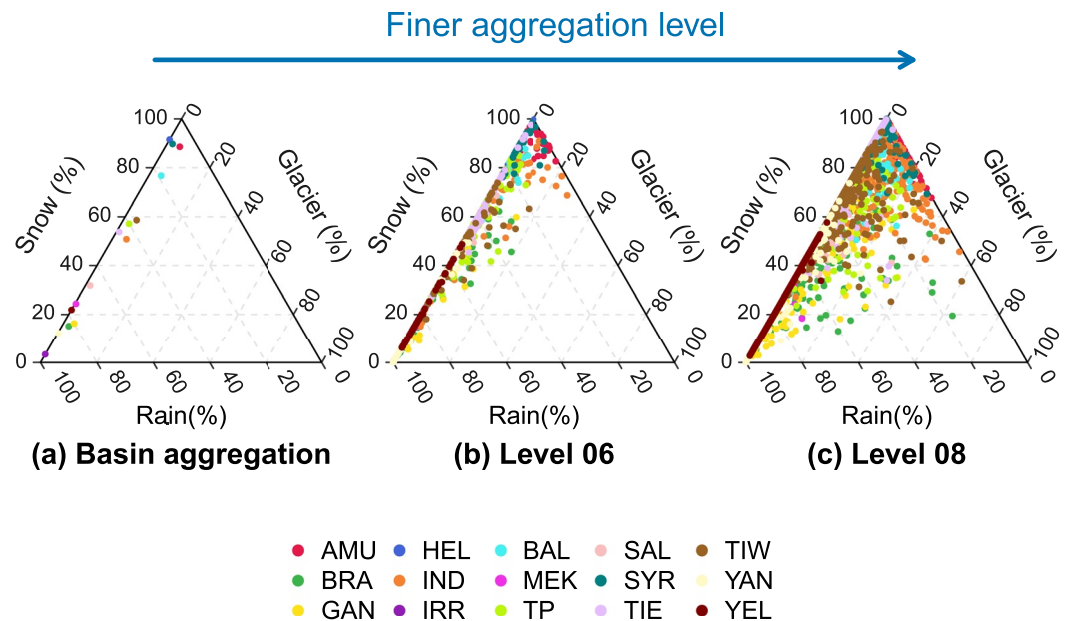 Finer aggregation level
100 0 100 0 100 0
80 20 80 20 80 20
60 40 60 40 60 40
40 60 40 60 40 60
20 80 20 80 20 80
0 100 0 100 0 100
Snow (%) Glacier (%) Snow (%) Glacier (%) Snow (%) Glacier (%)
100 80 60 40 20 0 100 80 60 40 20 0 100 80 60 40 20 0
Rain(%) Rain(%) Rain(%)
(a) Basin aggregation (b) Level 06 (c) Level 08
AMU HEL BAL SAL TIW
BRA IND MEK SYR YAN
GAN IRR TP TIE YEL